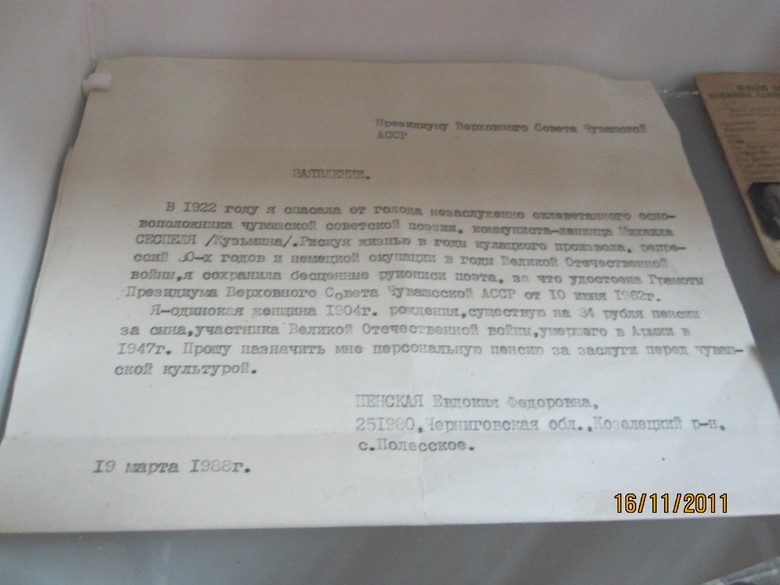 Президиуму Верховного Совета Чувашской
АССР
ЗАЯВЛЕНИЕ.
В 1922 году я спасала от голода незаслуженно оклеветанного осно-
воположника чувашской советской поэзии, коммуниста-ленинца Михаила
СЕСПЕЛЯ /Кузьмина/.Рискуя жизнью в годы кулацкого произвола, репрес-
сий 30-х годов и немецкой окупации в годы Великой Отечественной
войны,я сохранила бесценные рукописи поэта, за что удостоена Грамоты
Президиума Верховного Совета Чувашской АССР от 10 июня 1962г.
Я-одинокая женщина 1904г. рождения,существую на 34 рубля пенсии
за сына,участника Великой Отечественной войны,умершего в Армии в
1947г. Прошу назначить мне персональную пенсию за заслуги перед чуваш-
ской культурой.
ПЕНСКАЯ Евдокия Федоровна,
251980,Черниговская обл.,Козелецкий р-н,
с.Полесское.
19 марта 1988г.
16/11/2011